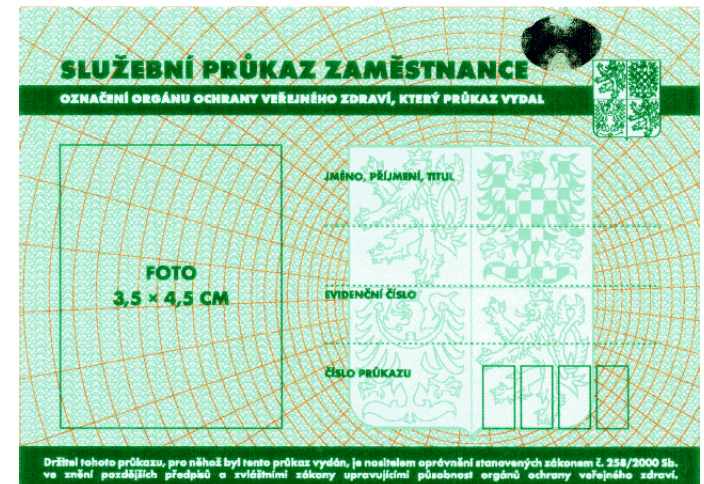 SLUŽEBNÍ PRŮKAZ ZAMĚSTNANCE
OZNAČENÍ ORGÁNU OCHRANY VEŘEJNÉHO ZDRAVÍ, KTERÝ PRŮKAZ VYDAL
JMÉNO, PŘÍJMENÍ, TITUL
FOTO
3,5 × 4,5 CM
EVIDENČNÍ ČÍSLO
ČÍSLO PRŮKAZU
Držitel tohoto průkazu, pro něhož byl tento průkaz vydán, je nositelem oprávnění stanovených zákonem č. 258/2000 Sb.
ve znění pozdějších předpisů a zvláštními zákony upravujícími působnost orgánů ochrany veřejného zdraví.